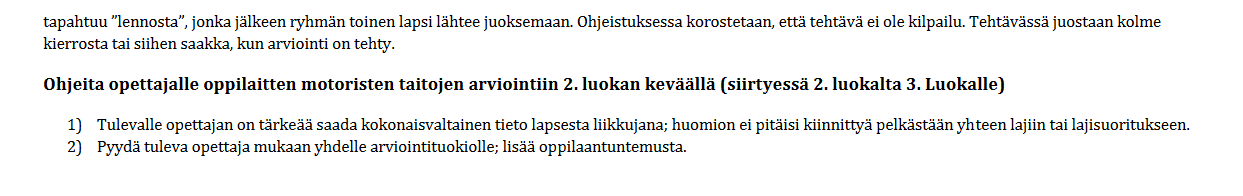 tapahtuu ”lennosta”, jonka jälkeen ryhmän toinen lapsi lähtee juoksemaan. Ohjeistuksessa korostetaan, että tehtävä ei ole kilpailu. Tehtävässä juostaan kolme
kierrosta tai siihen saakka, kun arviointi on tehty.
Ohjeita opettajalle oppilaitten motoristen taitojen arviointiin 2. luokan keväällä (siirtyessä 2. luokalta 3. Luokalle)
1) Tulevalle opettajan on tärkeää saada kokonaisvaltainen tieto lapsesta liikkujana; huomion ei pitäisi kiinnittyä pelkästään yhteen lajiin tai lajisuoritukseen.
2) Pyydä tuleva opettaja mukaan yhdelle arviointituokiolle; lisää oppilaantuntemusta.